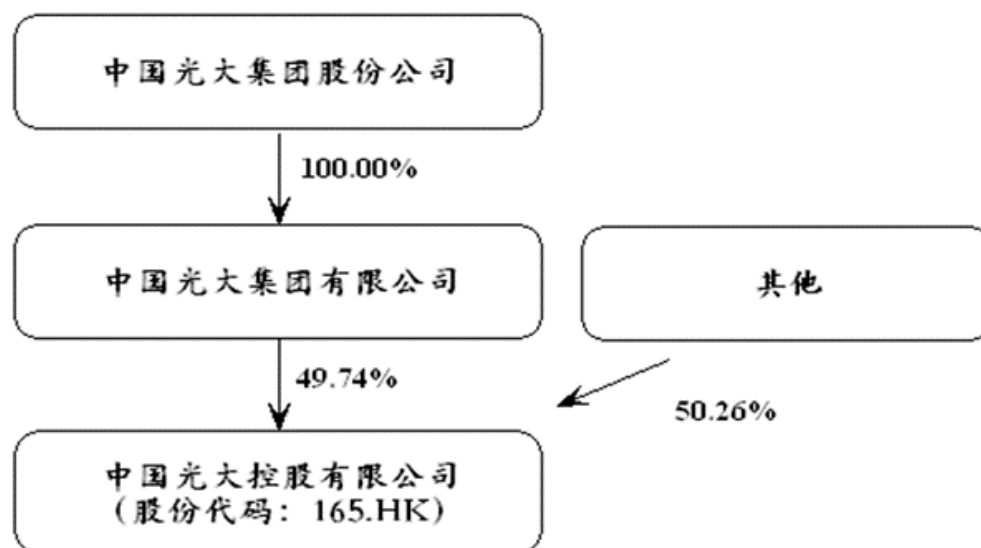 中国光大集团股份公司
100.00%
中国光大集团有限公司
其他
49.74%
50.26%
中国光大控股有限公司
(股份代码：165.HK)